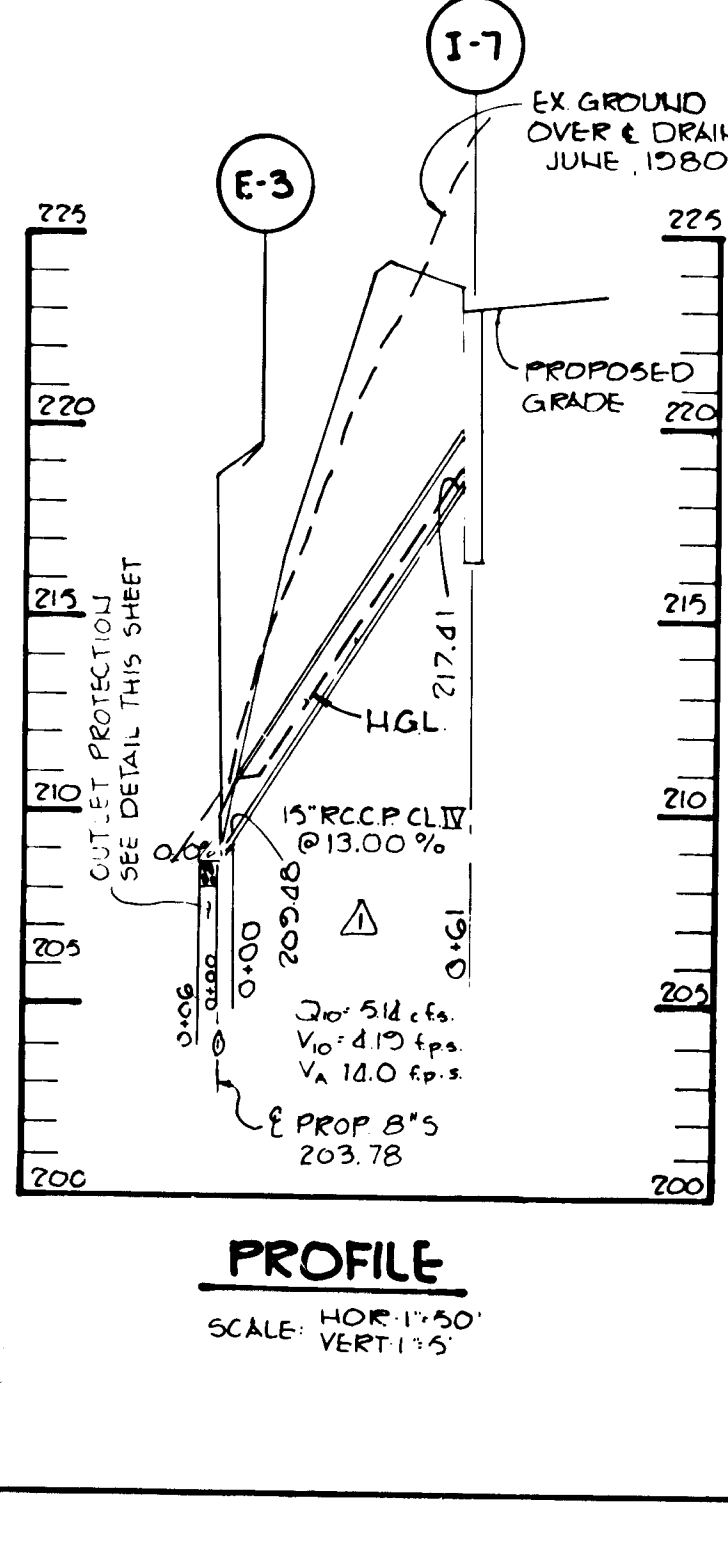 I-7
EX. GROUND
OVER ℄ DRAIN
JUNE, 1980
E-3
225
225
PROPOSED
GRADE
220
220
215
215
OUTLET PROTECTION
SEE DETAIL THIS SHEET
217.41
H.G.L.
210
210
15" R.C.C.P. CL. IV
@ 13.00 %
0.0%
209.48
1
205
205
0+06
0+00
0+00
0+61
Q10= 5.14 c.f.s.
V10= 4.19 f.p.s.
VA 14.0 f.p.s.
℄ PROP. 8" S
203.78
200
200
PROFILE
SCALE: HOR. 1"=50'
VERT. 1"=5'